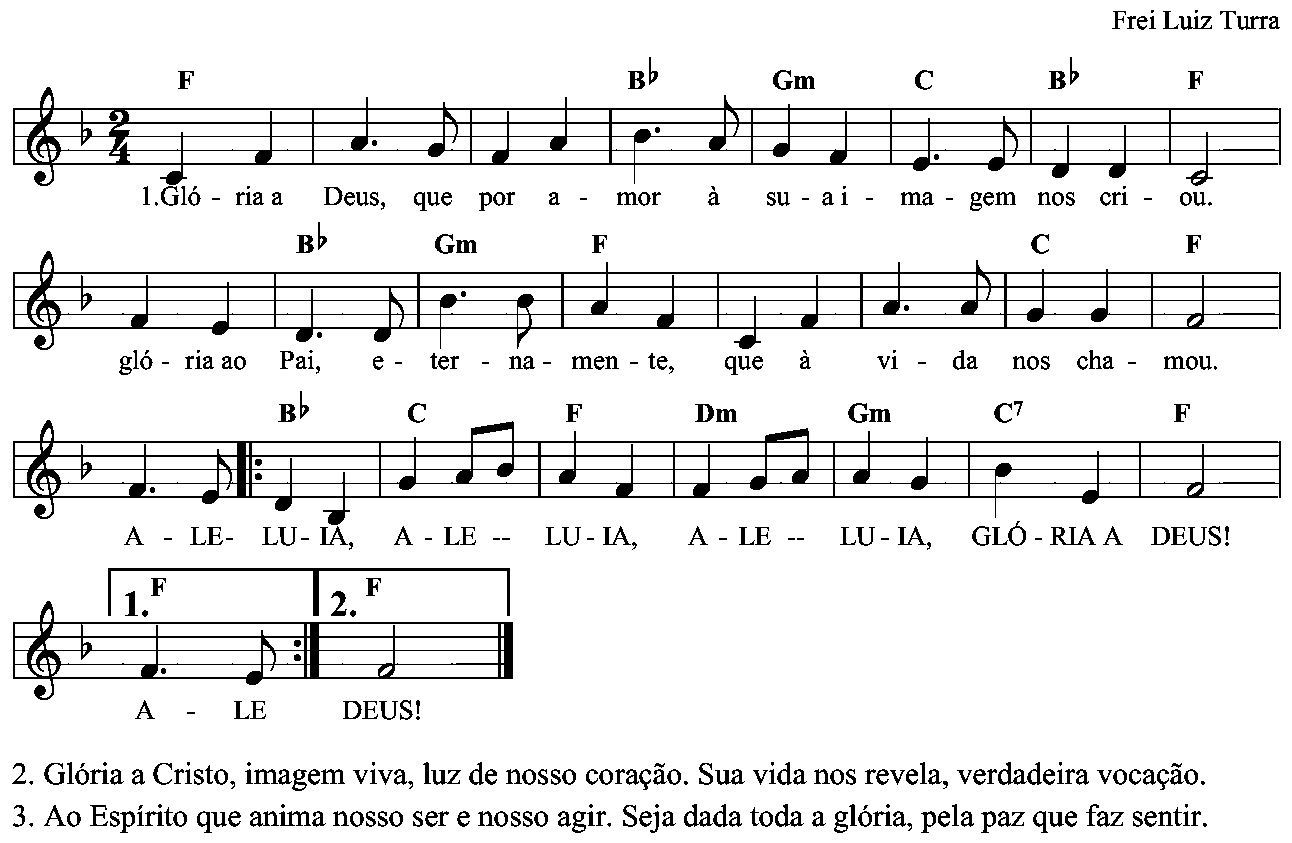 Frei Luiz Turra
F B♭ Gm C B♭ F
2/4
1.Gló - ria a Deus, que por a - mor à su - a i - ma - gem nos cri - ou.
B♭ Gm F C F
gló - ria ao Pai, e - ter - na - men - te, que à vi - da nos cha - mou.
B♭ C F Dm Gm C7 F
A - LE- LU - IA, A - LE -- LU - IA, A - LE -- LU - IA, GLÓ - RIA A DEUS!
1. F 2. F
A - LE DEUS!
2. Glória a Cristo, imagem viva, luz de nosso coração. Sua vida nos revela, verdadeira vocação.
3. Ao Espírito que anima nosso ser e nosso agir. Seja dada toda a glória, pela paz que faz sentir.